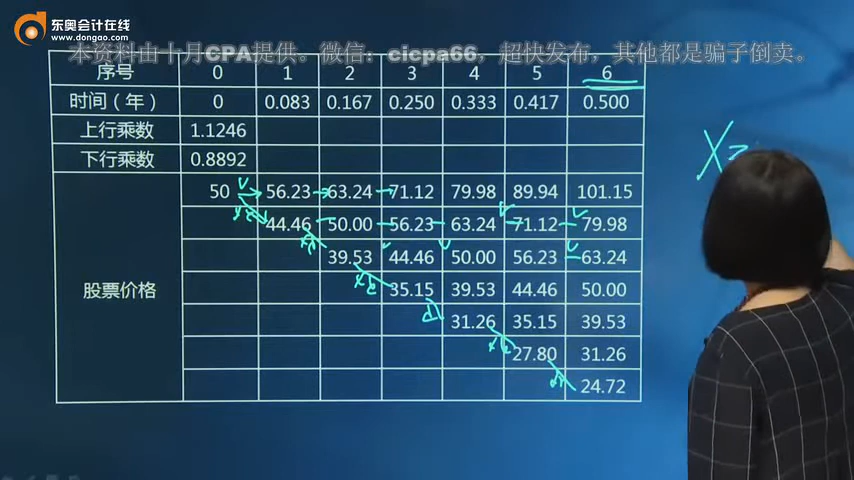 东奥会计在线
www.dongao.com
本资料由十月CPA提供。微信：cicpa66，超快发布，其他都是骗子倒卖。
序号 0 1 2 3 4 5 6
时间（年） 0 0.083 0.167 0.250 0.333 0.417 0.500
上行乘数 1.1246
下行乘数 0.8892
50 56.23 63.24 71.12 79.98 89.94 101.15
44.46 50.00 56.23 63.24 71.12 79.98
39.53 44.46 50.00 56.23 63.24
股票价格 35.15 39.53 44.46 50.00
31.26 35.15 39.53
27.80 31.26
24.72